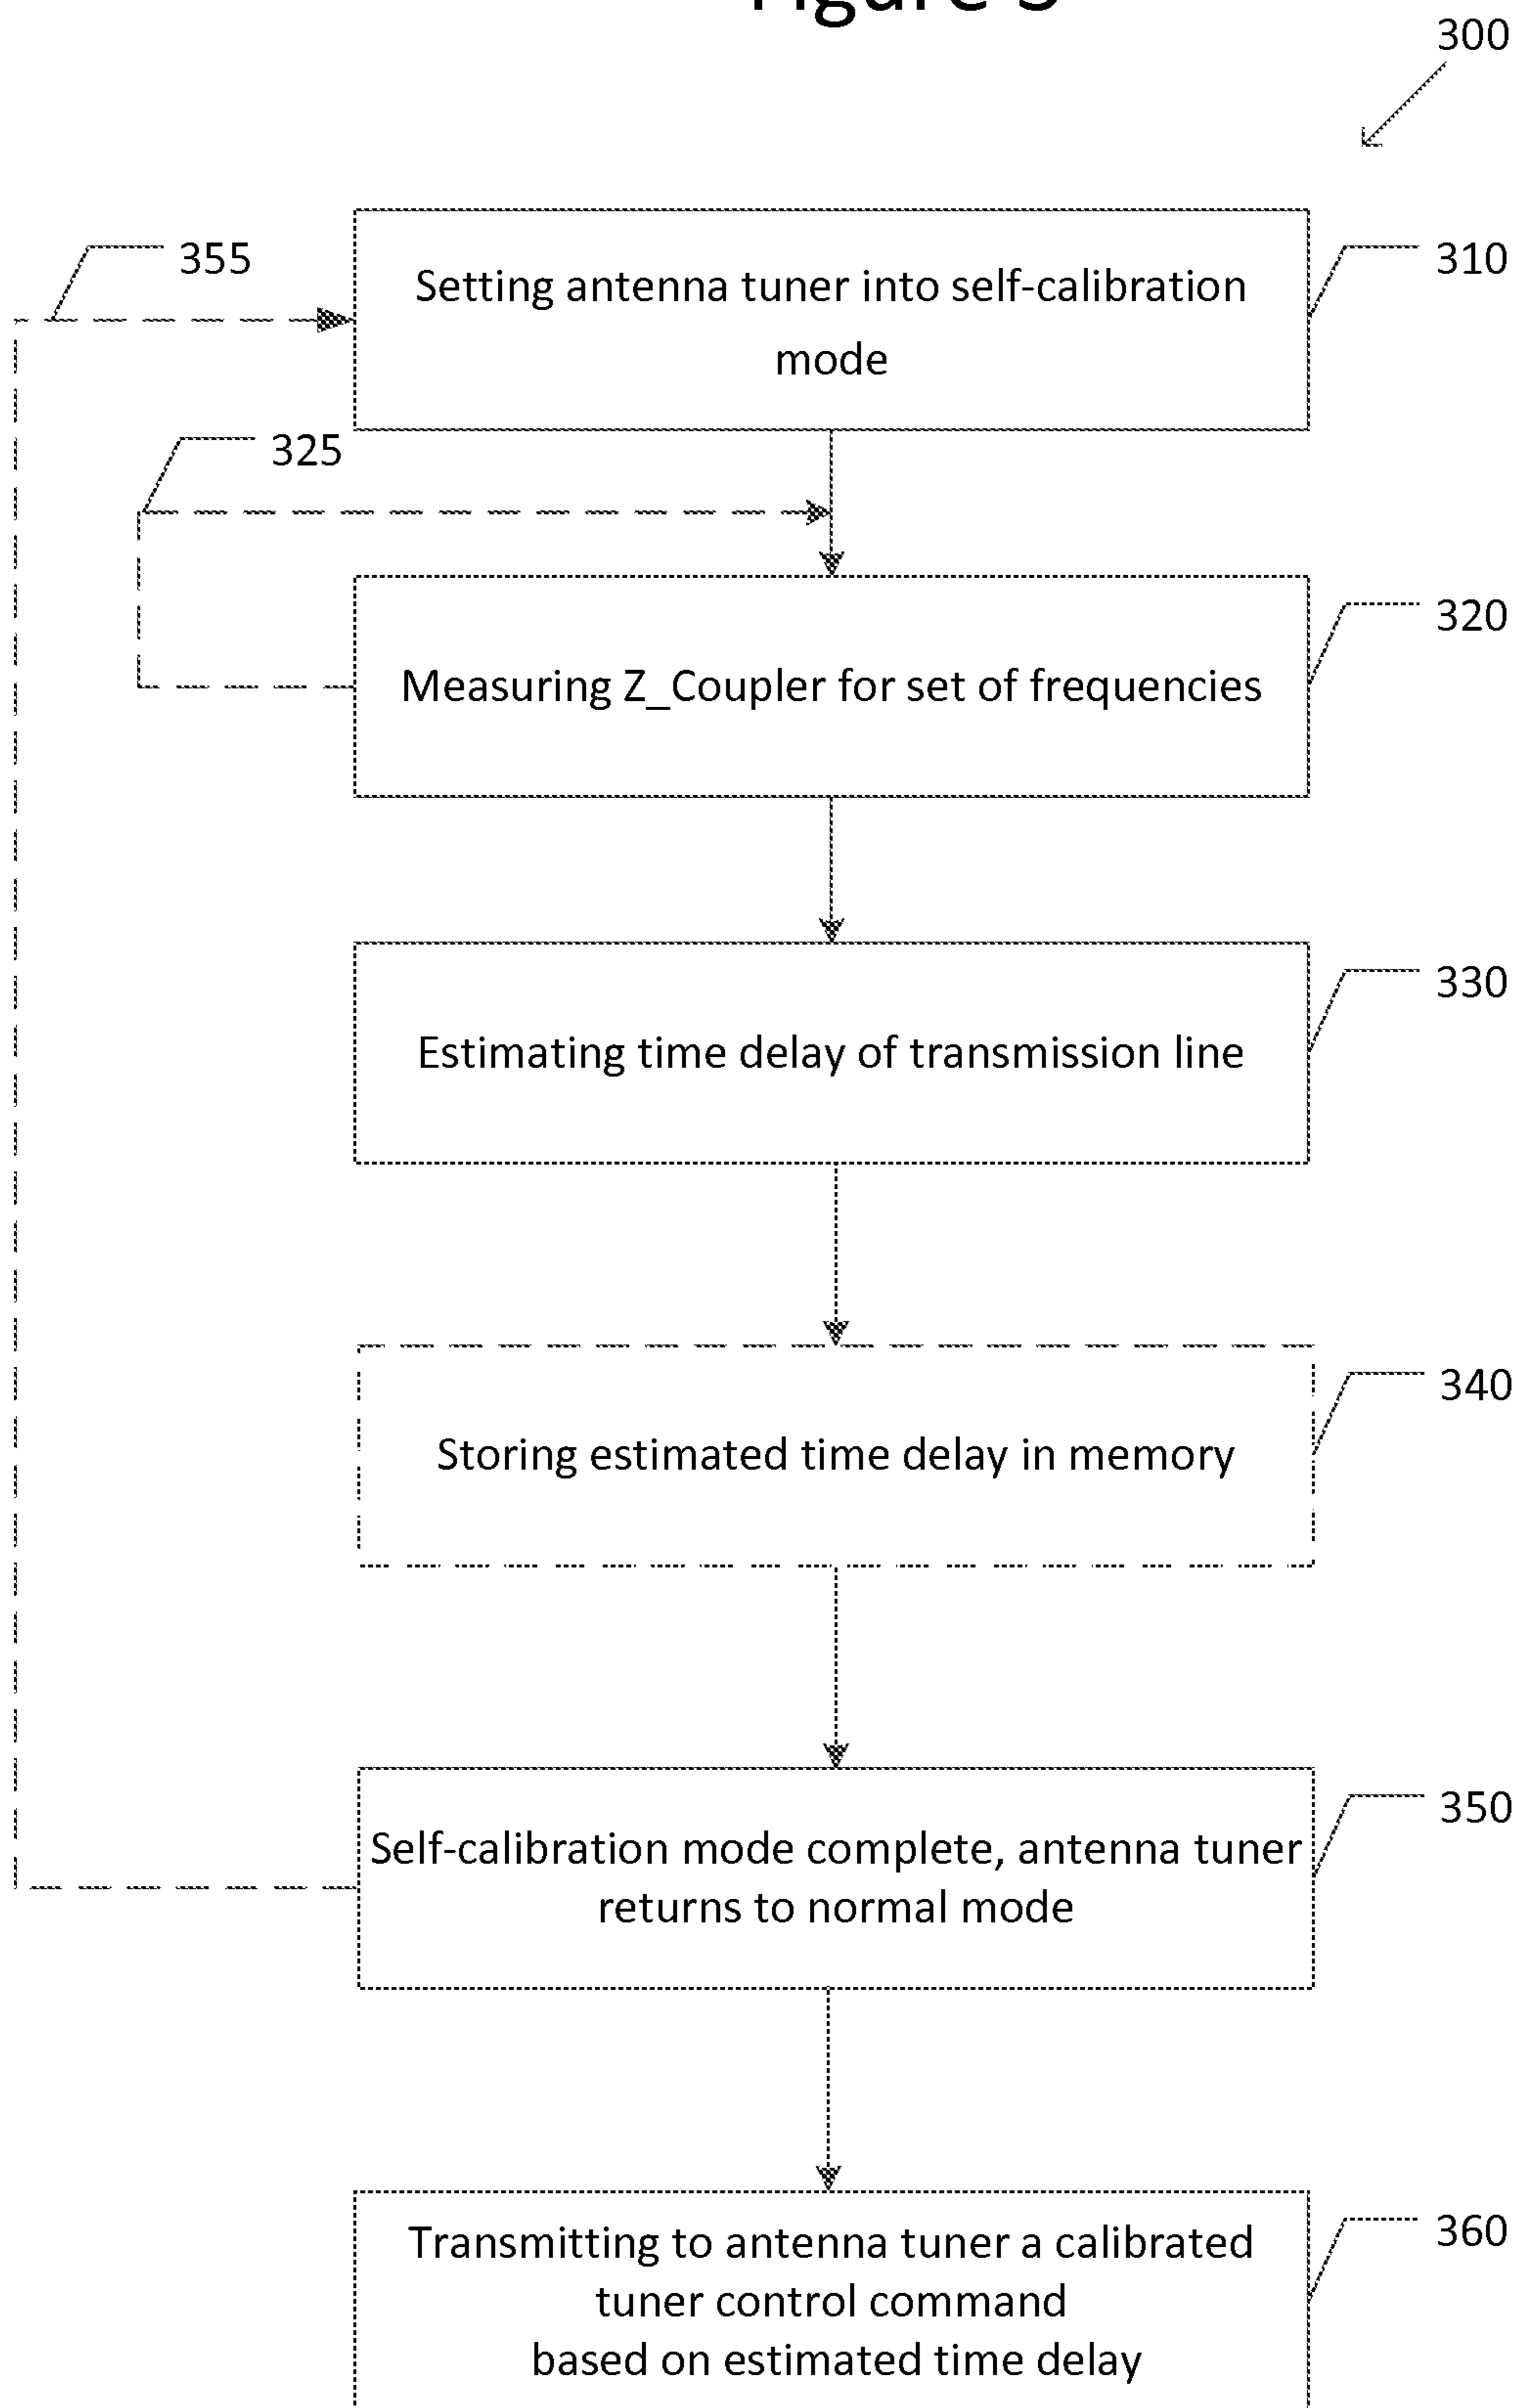 Figure 3
300
355
310
Setting antenna tuner into self-calibration
mode
325
320
Measuring Z_Coupler for set of frequencies
330
Estimating time delay of transmission line
340
Storing estimated time delay in memory
350
Self-calibration mode complete, antenna tuner
returns to normal mode
360
Transmitting to antenna tuner a calibrated
tuner control command
based on estimated time delay